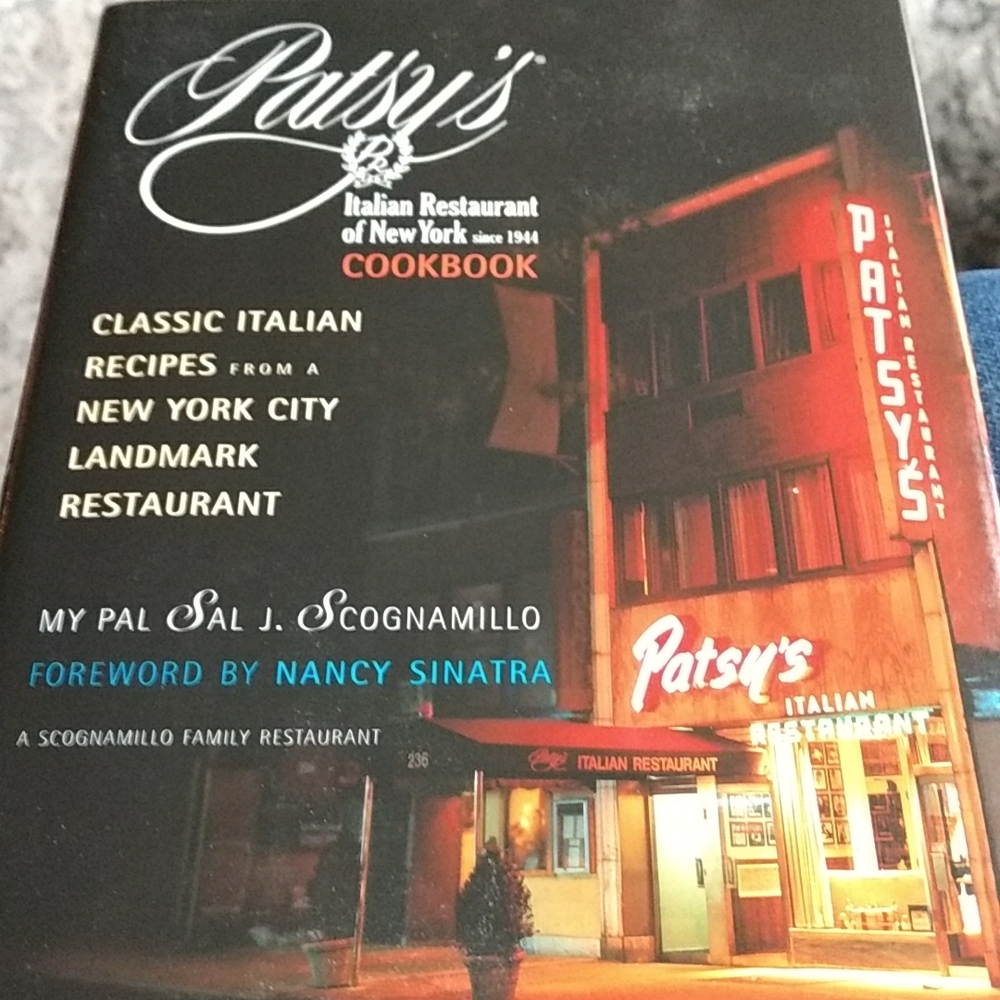 Patsy's
PR
Italian Restaurant
of New York since 1944
COOKBOOK
CLASSIC ITALIAN
RECIPES FROM A
NEW YORK CITY
LANDMARK
RESTAURANT
MY PAL SAL J. SCOGNAMILLO
FOREWORD BY NANCY SINATRA
A SCOGNAMILLO FAMILY RESTAURANT
PATSY'S
ITALIAN RESTAURANT
Patsy's
ITALIAN
RESTAURANT
236
Patsy's ITALIAN RESTAURANT